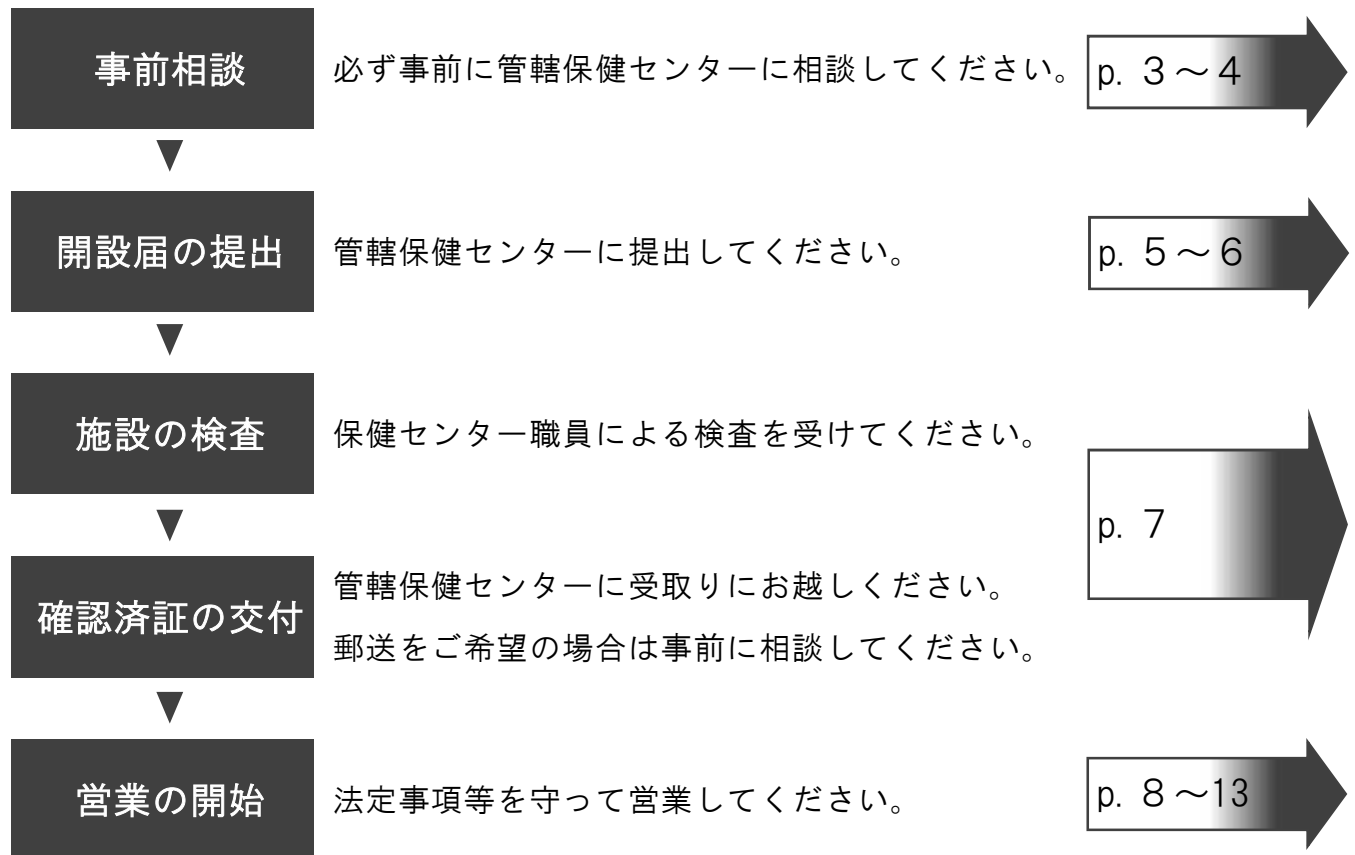 事前相談
必ず事前に管轄保健センターに相談してください。
p. 3～4
▼
開設届の提出
管轄保健センターに提出してください。
p. 5～6
▼
施設の検査
保健センター職員による検査を受けてください。
▼
p. 7
確認済証の交付
管轄保健センターに受取りにお越しください。
郵送をご希望の場合は事前に相談してください。
▼
営業の開始
法定事項等を守って営業してください。
p. 8～13